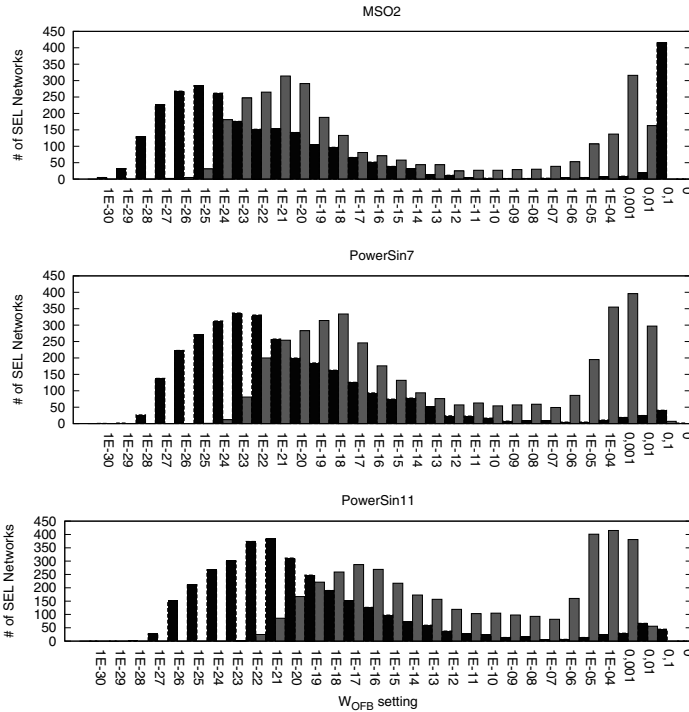 MSO2
450
400
350
300
250
200
150
100
50
0
# of SEL Networks
1E-30
1E-29
1E-28
1E-27
1E-26
1E-25
1E-24
1E-23
1E-22
1E-21
1E-20
1E-19
1E-18
1E-17
1E-16
1E-15
1E-14
1E-13
1E-12
1E-11
1E-10
1E-09
1E-08
1E-07
1E-06
1E-05
1E-04
0,001
0,01
0,1
0
PowerSin7
450
400
350
300
250
200
150
100
50
0
# of SEL Networks
1E-30
1E-29
1E-28
1E-27
1E-26
1E-25
1E-24
1E-23
1E-22
1E-21
1E-20
1E-19
1E-18
1E-17
1E-16
1E-15
1E-14
1E-13
1E-12
1E-11
1E-10
1E-09
1E-08
1E-07
1E-06
1E-05
1E-04
0,001
0,01
0,1
0
PowerSin11
450
400
350
300
250
200
150
100
50
0
# of SEL Networks
1E-30
1E-29
1E-28
1E-27
1E-26
1E-25
1E-24
1E-23
1E-22
1E-21
1E-20
1E-19
1E-18
1E-17
1E-16
1E-15
1E-14
1E-13
1E-12
1E-11
1E-10
1E-09
1E-08
1E-07
1E-06
1E-05
1E-04
0,001
0,01
0,1
0
WOFB setting